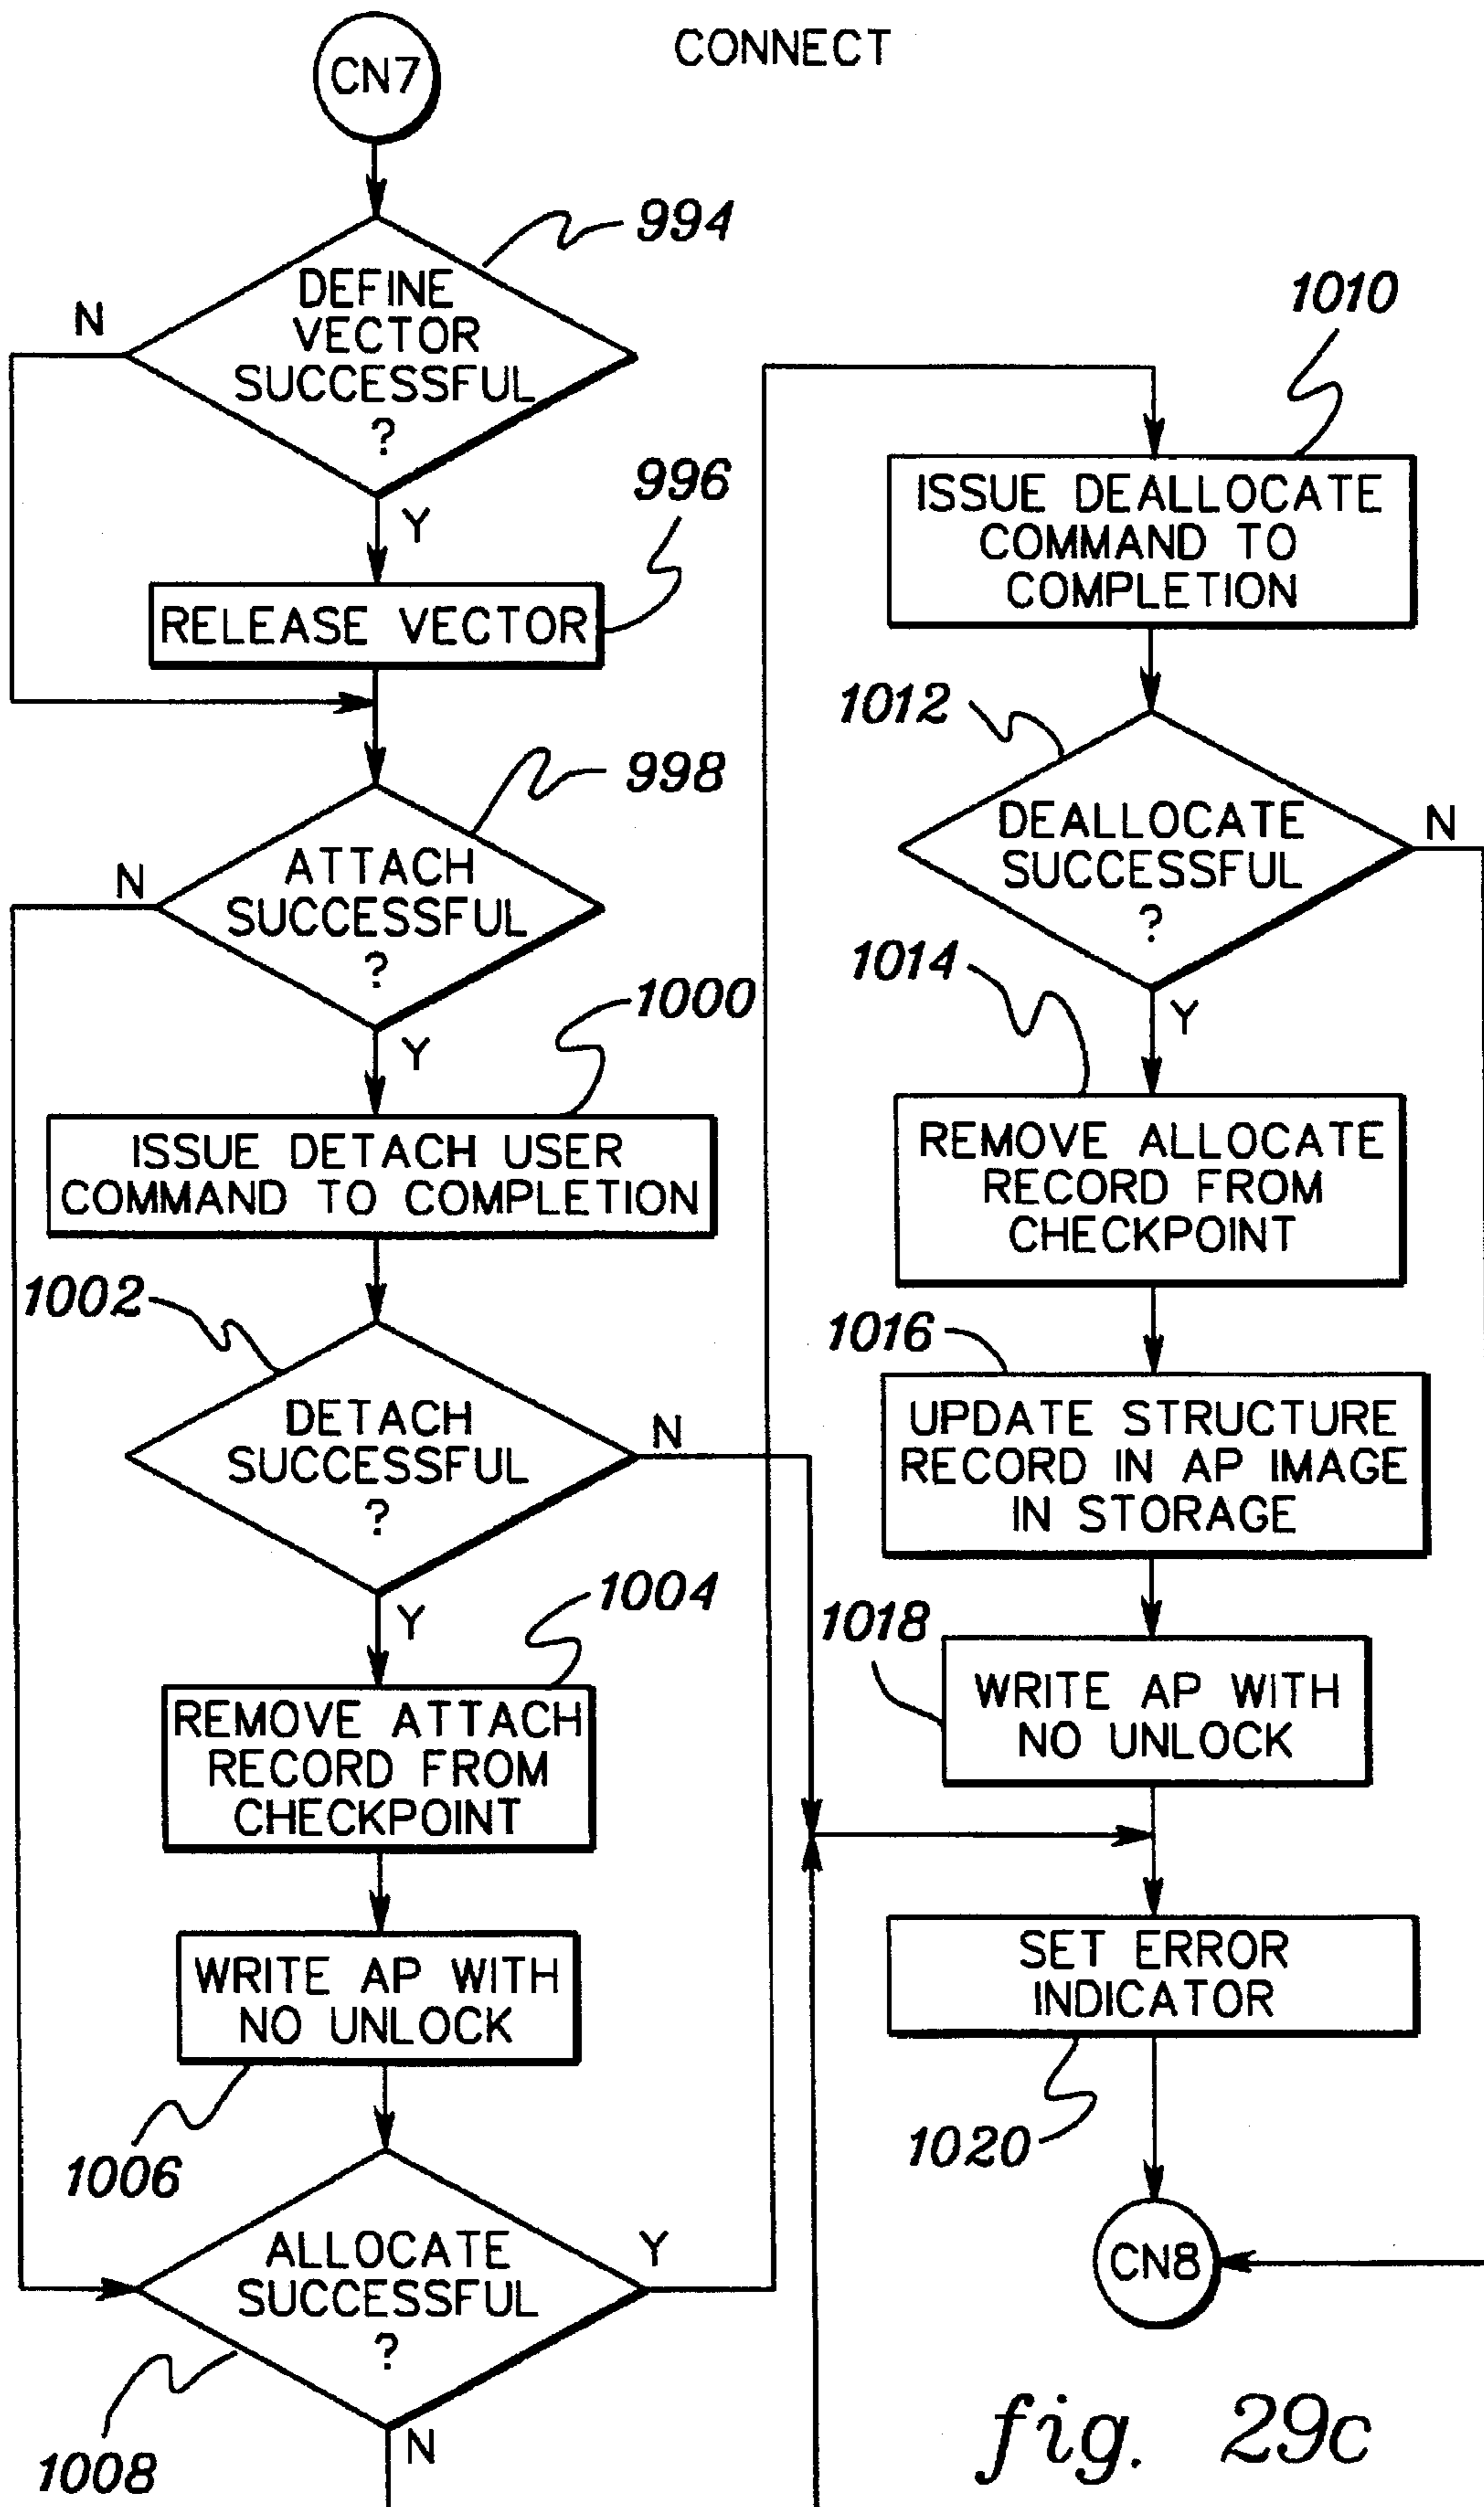 CONNECT
CN7
994
DEFINE
VECTOR
SUCCESSFUL
?
N
Y
996
RELEASE VECTOR
998
ATTACH
SUCCESSFUL
?
N
Y
1000
ISSUE DETACH USER
COMMAND TO COMPLETION
1002
DETACH
SUCCESSFUL
?
N
Y
1004
REMOVE ATTACH
RECORD FROM
CHECKPOINT
WRITE AP WITH
NO UNLOCK
1006
ALLOCATE
SUCCESSFUL
?
Y
N
1008
1010
ISSUE DEALLOCATE
COMMAND TO
COMPLETION
1012
DEALLOCATE
SUCCESSFUL
?
N
Y
1014
REMOVE ALLOCATE
RECORD FROM
CHECKPOINT
1016
UPDATE STRUCTURE
RECORD IN AP IMAGE
IN STORAGE
1018
WRITE AP WITH
NO UNLOCK
SET ERROR
INDICATOR
1020
CN8
fig. 29c